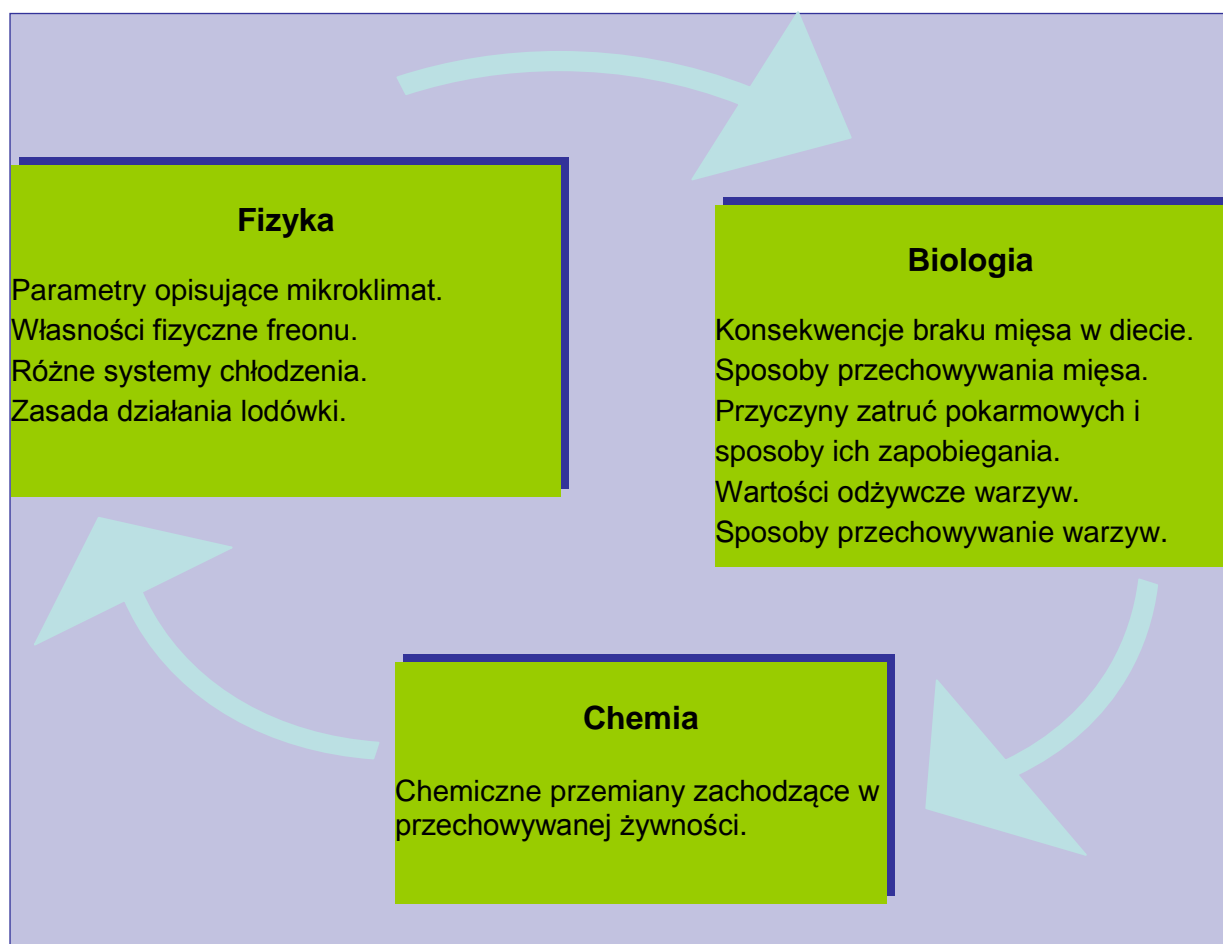 Fizyka
Parametry opisujące mikroklimat.
Własności fizyczne freonu.
Różne systemy chłodzenia.
Zasada działania lodówki.
Biologia
Konsekwencje braku mięsa w diecie.
Sposoby przechowywania mięsa.
Przyczyny zatruć pokarmowych i
sposoby ich zapobiegania.
Wartości odżywcze warzyw.
Sposoby przechowywanie warzyw.
Chemia
Chemiczne przemiany zachodzące w
przechowywanej żywności.